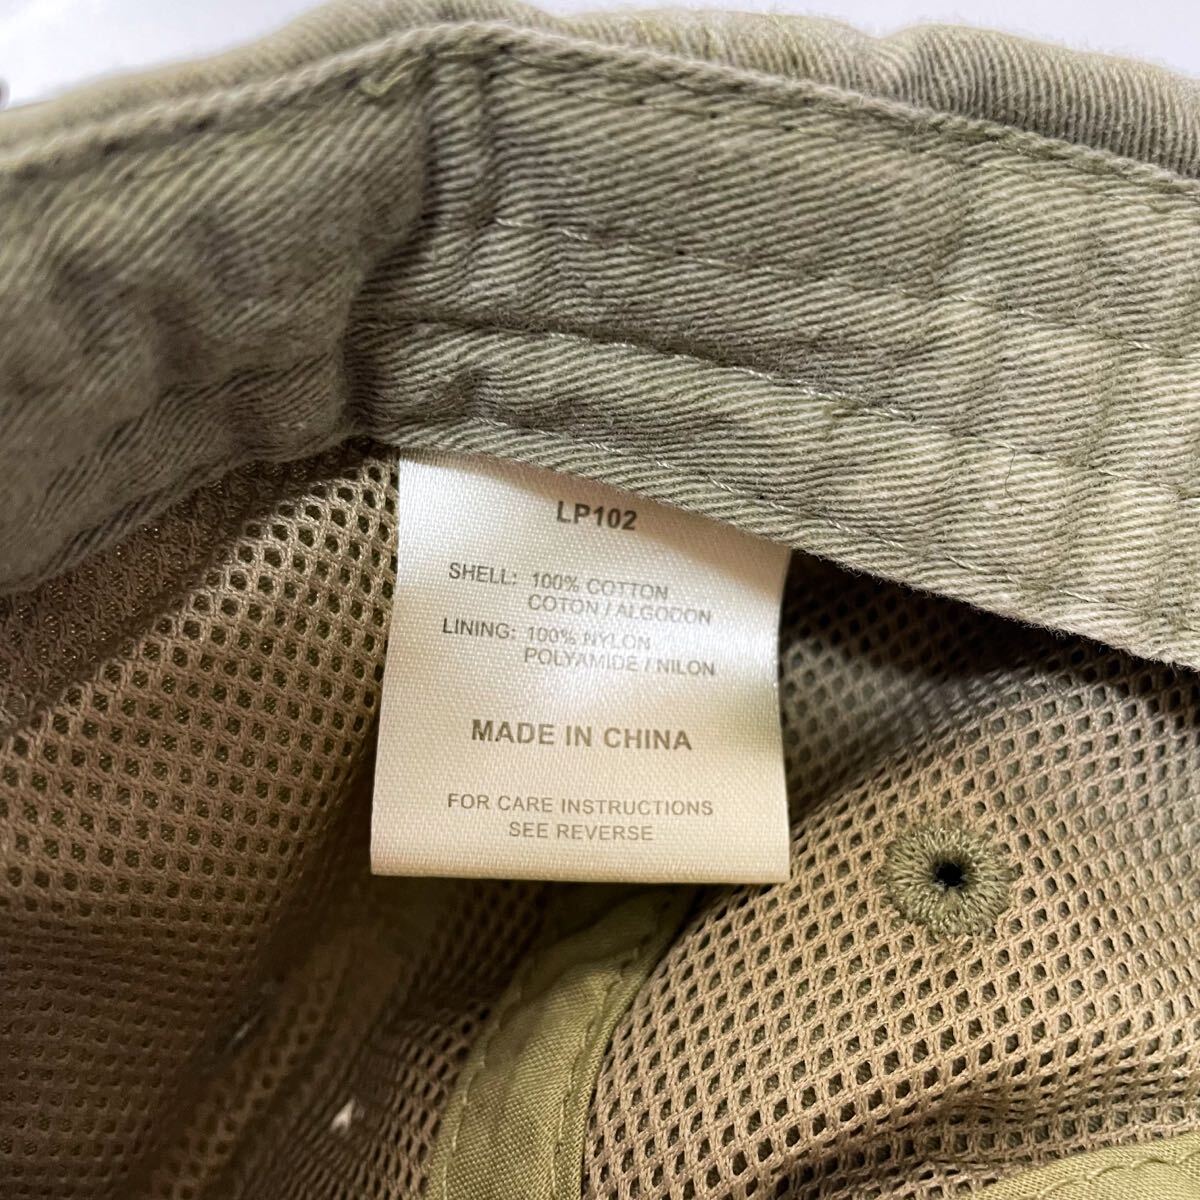 LP102
SHELL: 100% COTTON
COTON / ALGODON
LINING: 100% NYLON
POLYAMIDE / NILON
MADE IN CHINA
FOR CARE INSTRUCTIONS
SEE REVERSE